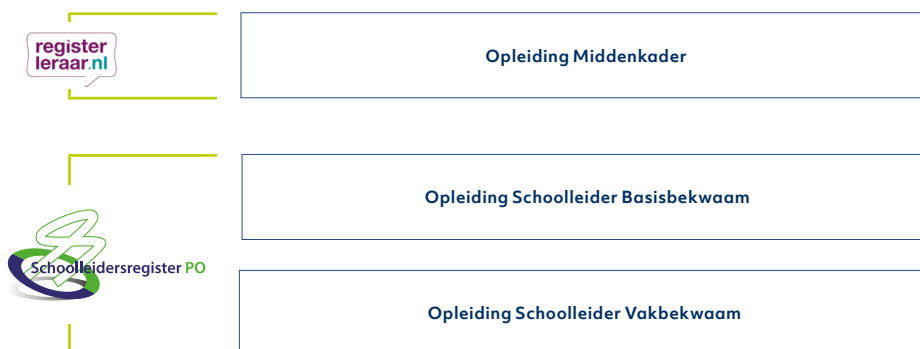 register
leraar.nl
Opleiding Middenkader
Opleiding Schoolleider Basisbekwaam
Schoolleidersregister PO
Opleiding Schoolleider Vakbekwaam